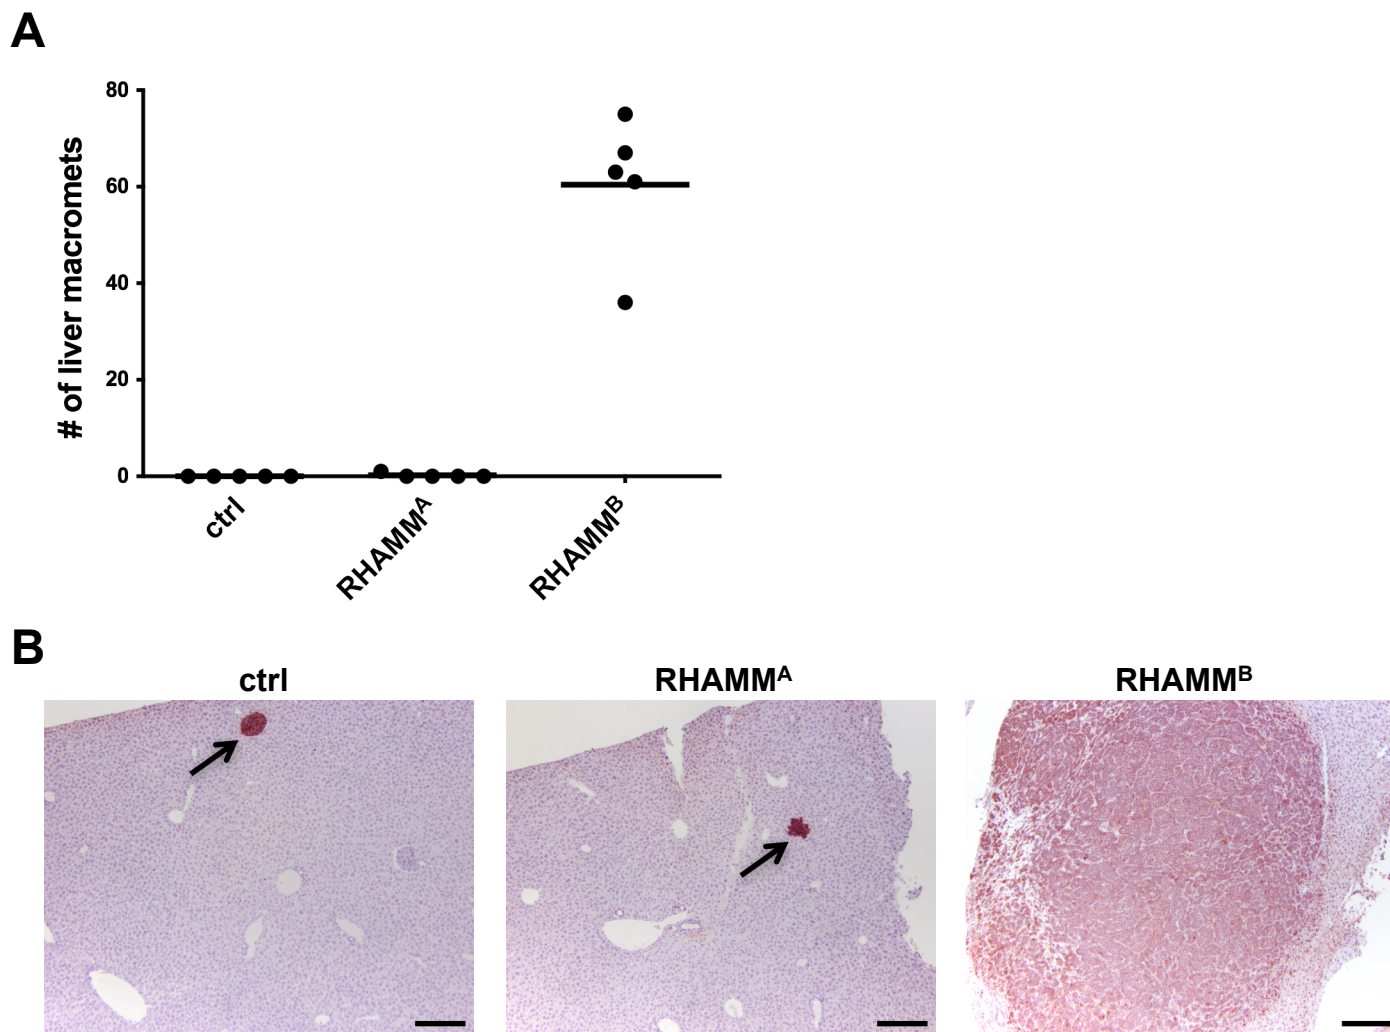 A
# of liver macromets
80
60
40
20
0
ctrl
RHAMMᴬ
RHAMMᴮ
B
ctrl
RHAMMᴬ
RHAMMᴮ